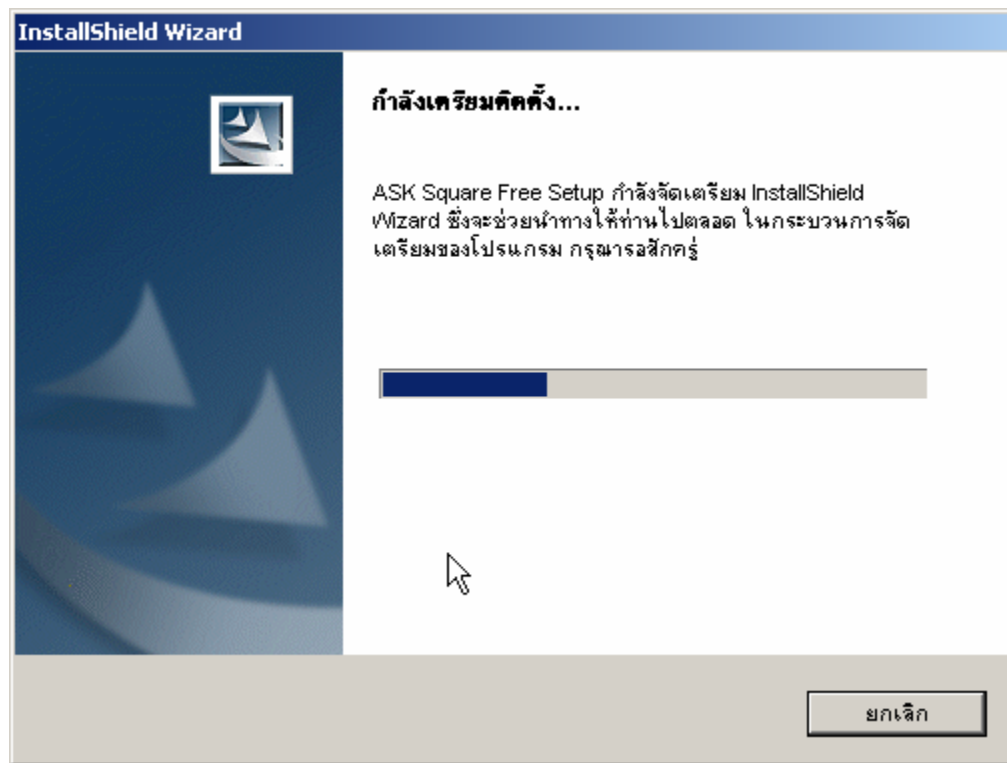 InstallShield Wizard
กำลังเตรียมติดตั้ง...
ASK Square Free Setup กำลังจัดเตรียม InstallShield
Wizard ซึ่งจะช่วยนำทางให้ท่านไปตลอด ในกระบวนการจัด
เตรียมของโปรแกรม กรุณารอสักครู่
ยกเลิก